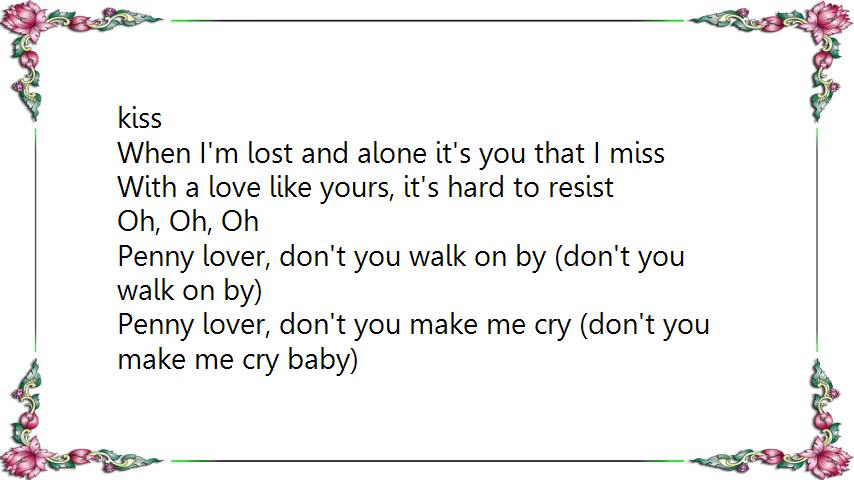 kiss
When I'm lost and alone it's you that I miss
With a love like yours, it's hard to resist
Oh, Oh, Oh
Penny lover, don't you walk on by (don't you
walk on by)
Penny lover, don't you make me cry (don't you
make me cry baby)